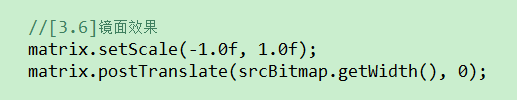 //[3.6]镜面效果
matrix.setScale(-1.0f, 1.0f);
matrix.postTranslate(srcBitmap.getWidth(), 0);